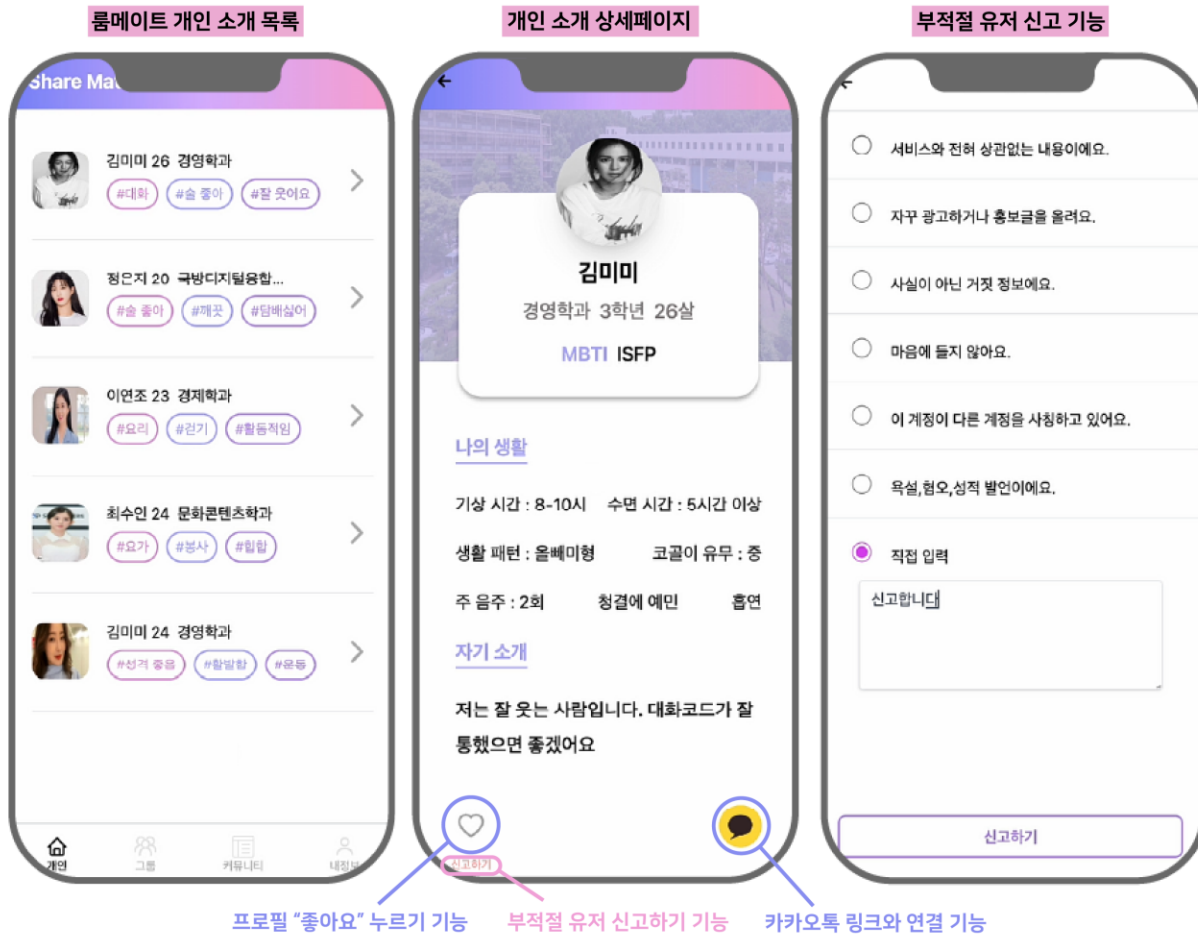 룸메이트 개인 소개 목록
Share Ma
김미미 26 경영학과
#대화 #술 좋아 #잘 웃어요
정은지 20 국방디지털융합...
#술 좋아 #깨끗 #담배싫어
이연조 23 경제학과
#요리 #걷기 #활동적임
최수인 24 문화콘텐츠학과
#요가 #봉사 #힙합
김미미 24 경영학과
#성격 좋음 #활발함 #운동
개인 그룹 커뮤니티 내정보
개인 소개 상세페이지
김미미
경영학과 3학년 26살
MBTI ISFP
나의 생활
기상 시간 : 8-10시 수면 시간 : 5시간 이상
생활 패턴 : 올빼미형 코골이 유무 : 중
주 음주 : 2회 청결에 예민 흡연
자기 소개
저는 잘 웃는 사람입니다. 대화코드가 잘
통했으면 좋겠어요
신고하기
부적절 유저 신고 기능
서비스와 전혀 상관없는 내용이에요.
자꾸 광고하거나 홍보글을 올려요.
사실이 아닌 거짓 정보에요.
마음에 들지 않아요.
이 계정이 다른 계정을 사칭하고 있어요.
욕설,혐오,성적 발언이에요.
직접 입력
신고합니다
신고하기
프로필 “좋아요” 누르기 기능
부적절 유저 신고하기 기능
카카오톡 링크와 연결 기능